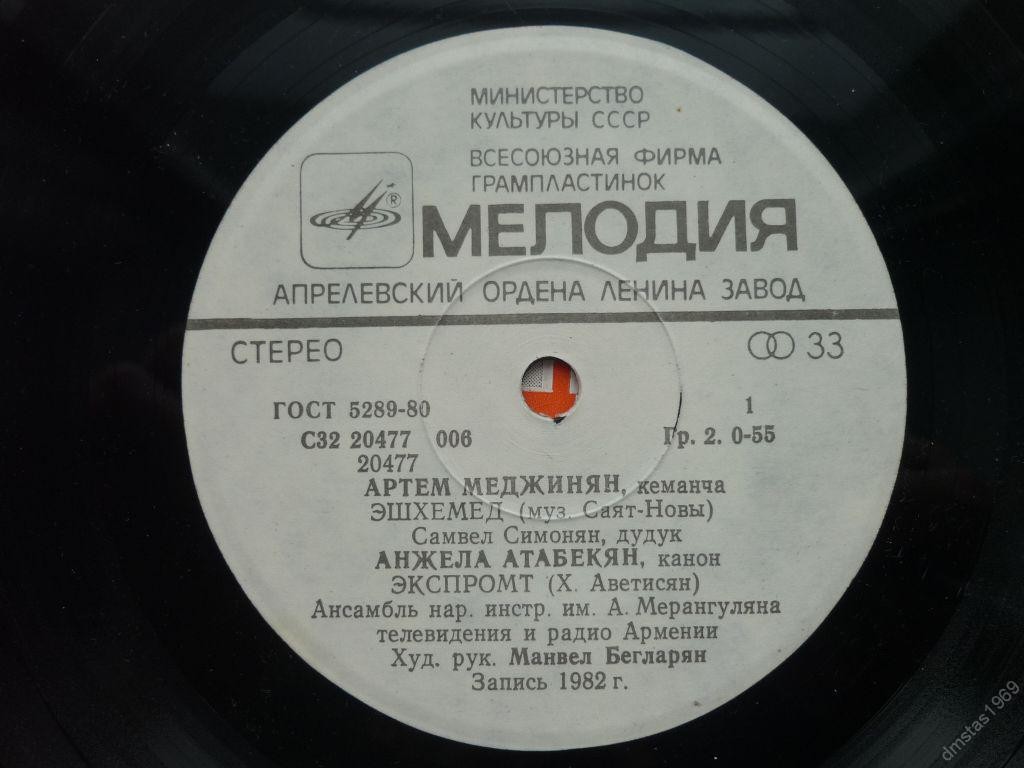 МИНИСТЕРСТВО
КУЛЬТУРЫ СССР
ВСЕСОЮЗНАЯ ФИРМА
ГРАМПЛАСТИНОК
®
МЕЛОДИЯ
АПРЕЛЕВСКИЙ ОРДЕНА ЛЕНИНА ЗАВОД
СТЕРЕО 33
ГОСТ 5289-80 1
С32 20477 006 Гр. 2. 0-55
20477
АРТЕМ МЕДЖИНЯН, кеманча
ЭШХЕМЕД (муз. Саят-Новы)
Самвел Симонян, дудук
АНЖЕЛА АТАБЕКЯН, канон
ЭКСПРОМТ (Х. Аветисян)
Ансамбль нар. инстр. им. А. Мерангуляна
телевидения и радио Армении
Худ. рук. Манвел Бегларян
Запись 1982 г.
dmstas1969